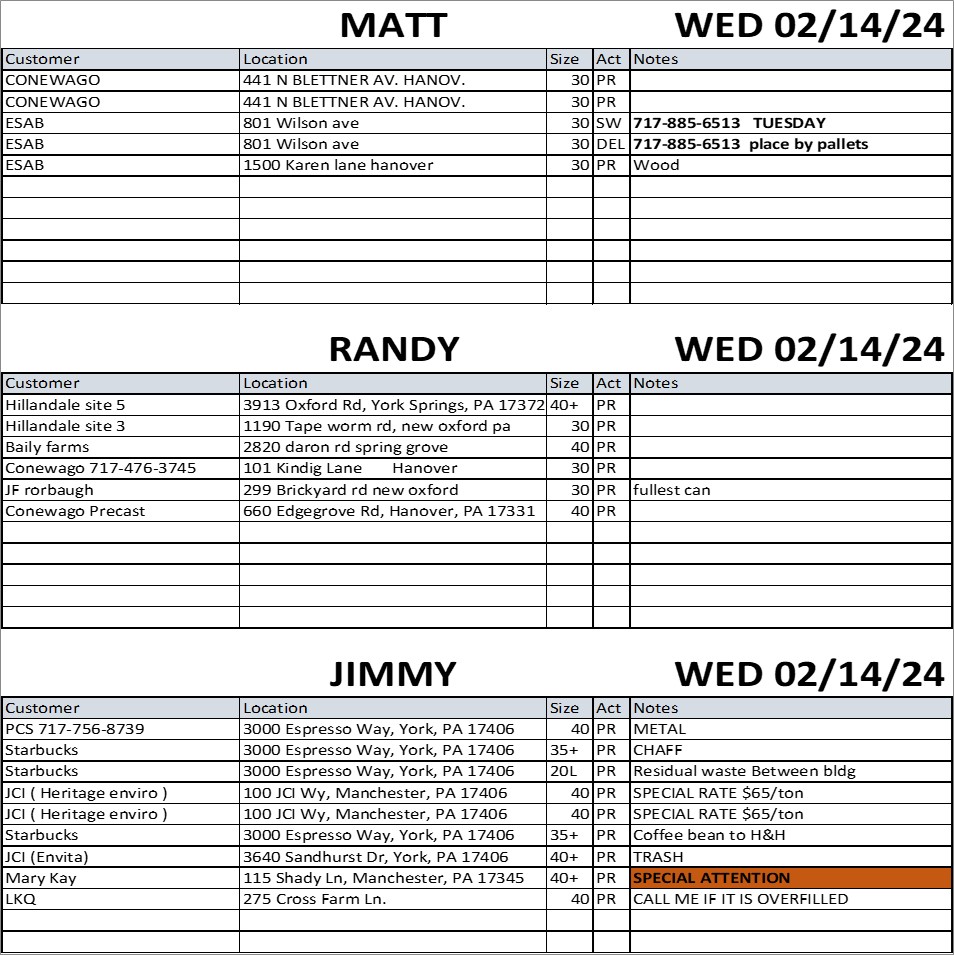 MATT WED 02/14/24
Customer Location Size Act Notes
CONEWAGO 441 N BLETTNER AV. HANOV. 30 PR
CONEWAGO 441 N BLETTNER AV. HANOV. 30 PR
ESAB 801 Wilson ave 30 SW 717-885-6513 TUESDAY
ESAB 801 Wilson ave 30 DEL 717-885-6513 place by pallets
ESAB 1500 Karen lane hanover 30 PR Wood
RANDY WED 02/14/24
Customer Location Size Act Notes
Hillandale site 5 3913 Oxford Rd, York Springs, PA 17372 40+ PR
Hillandale site 3 1190 Tape worm rd, new oxford pa 30 PR
Baily farms 2820 daron rd spring grove 40 PR
Conewago 717-476-3745 101 Kindig Lane Hanover 30 PR
JF rorbaugh 299 Brickyard rd new oxford 30 PR fullest can
Conewago Precast 660 Edgegrove Rd, Hanover, PA 17331 40 PR
JIMMY WED 02/14/24
Customer Location Size Act Notes
PCS 717-756-8739 3000 Espresso Way, York, PA 17406 40 PR METAL
Starbucks 3000 Espresso Way, York, PA 17406 35+ PR CHAFF
Starbucks 3000 Espresso Way, York, PA 17406 20L PR Residual waste Between bldg
JCI ( Heritage enviro ) 100 JCI Wy, Manchester, PA 17406 40 PR SPECIAL RATE $65/ton
JCI ( Heritage enviro ) 100 JCI Wy, Manchester, PA 17406 40 PR SPECIAL RATE $65/ton
Starbucks 3000 Espresso Way, York, PA 17406 35+ PR Coffee bean to H&H
JCI (Envita) 3640 Sandhurst Dr, York, PA 17406 40+ PR TRASH
Mary Kay 115 Shady Ln, Manchester, PA 17345 40+ PR SPECIAL ATTENTION
LKQ 275 Cross Farm Ln. 40 PR CALL ME IF IT IS OVERFILLED